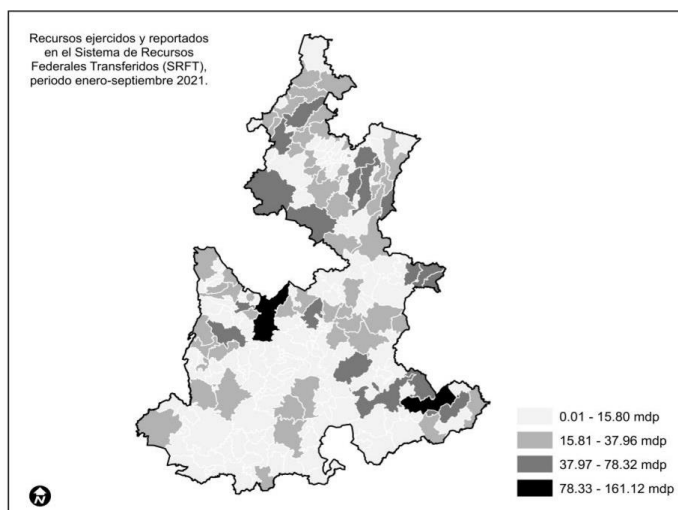 Recursos ejercidos y reportados
en el Sistema de Recursos
Federales Transferidos (SRFT),
periodo enero-septiembre 2021.
0.01 - 15.80 mdp
15.81 - 37.96 mdp
37.97 - 78.32 mdp
78.33 - 161.12 mdp
N